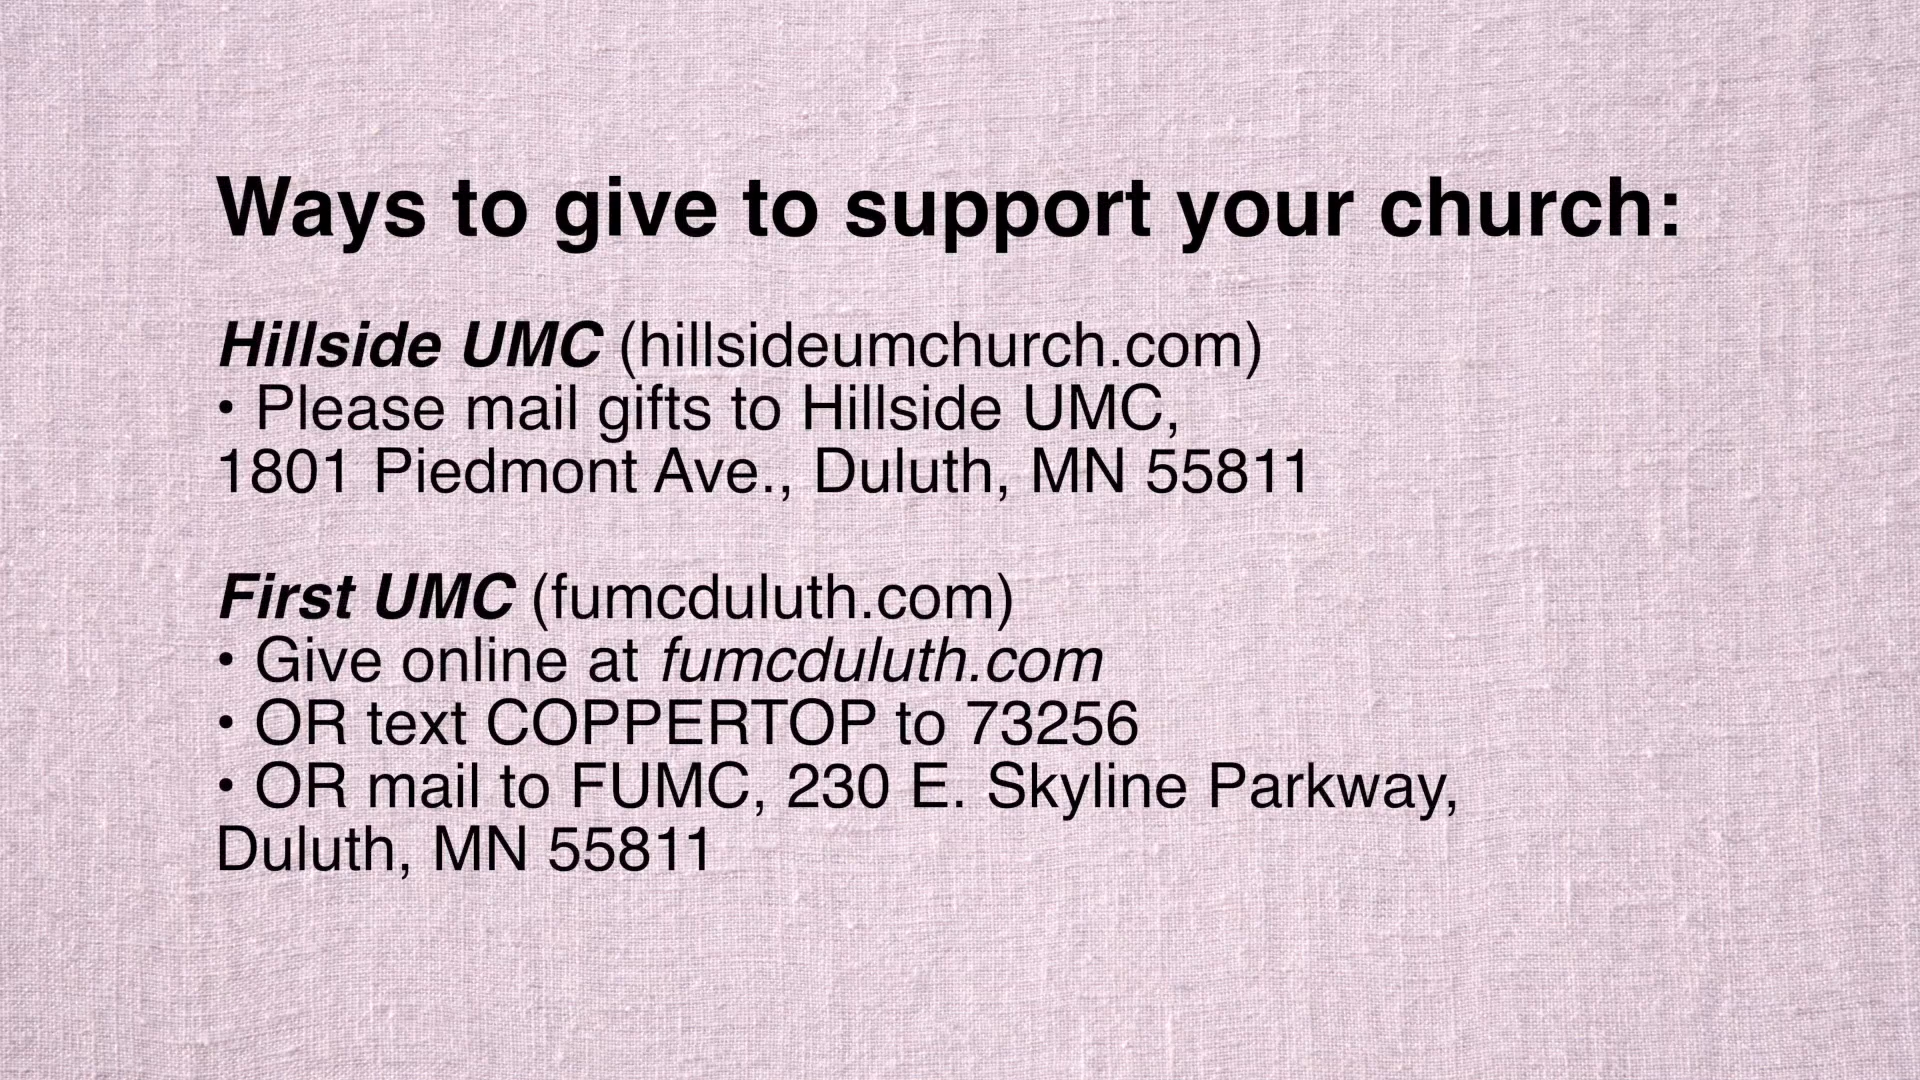 Ways to give to support your church:
Hillside UMC (hillsideumchurch.com)
• Please mail gifts to Hillside UMC,
1801 Piedmont Ave., Duluth, MN 55811
First UMC (fumcduluth.com)
• Give online at fumcduluth.com
• OR text COPPERTOP to 73256
• OR mail to FUMC, 230 E. Skyline Parkway,
Duluth, MN 55811